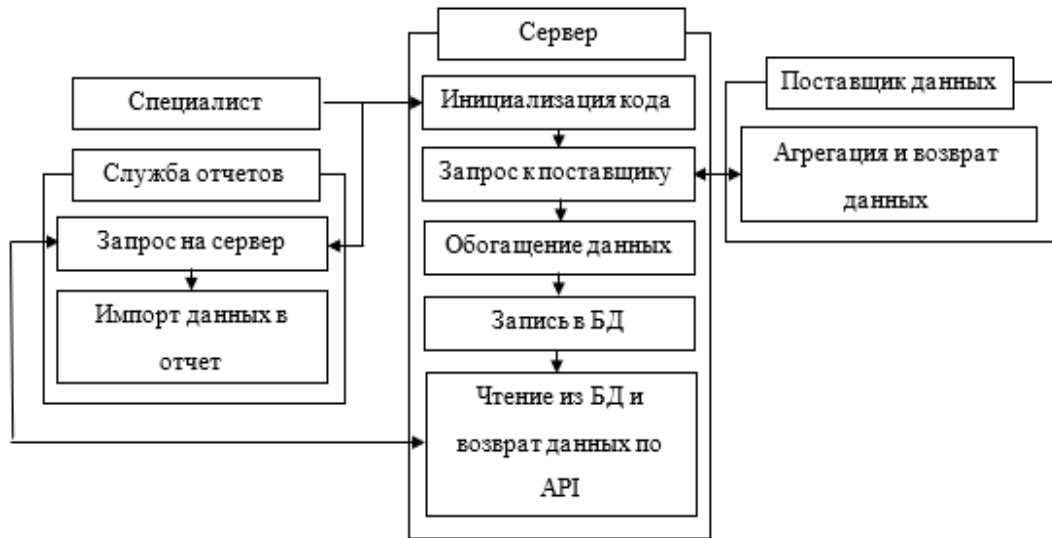 Специалист
Служба отчетов
Запрос на сервер
Импорт данных в
отчет
Сервер
Инициализация кода
Запрос к поставщику
Обогащение данных
Запись в БД
Чтение из БД и
возврат данных по
API
Поставщик данных
Агрегация и возврат
данных